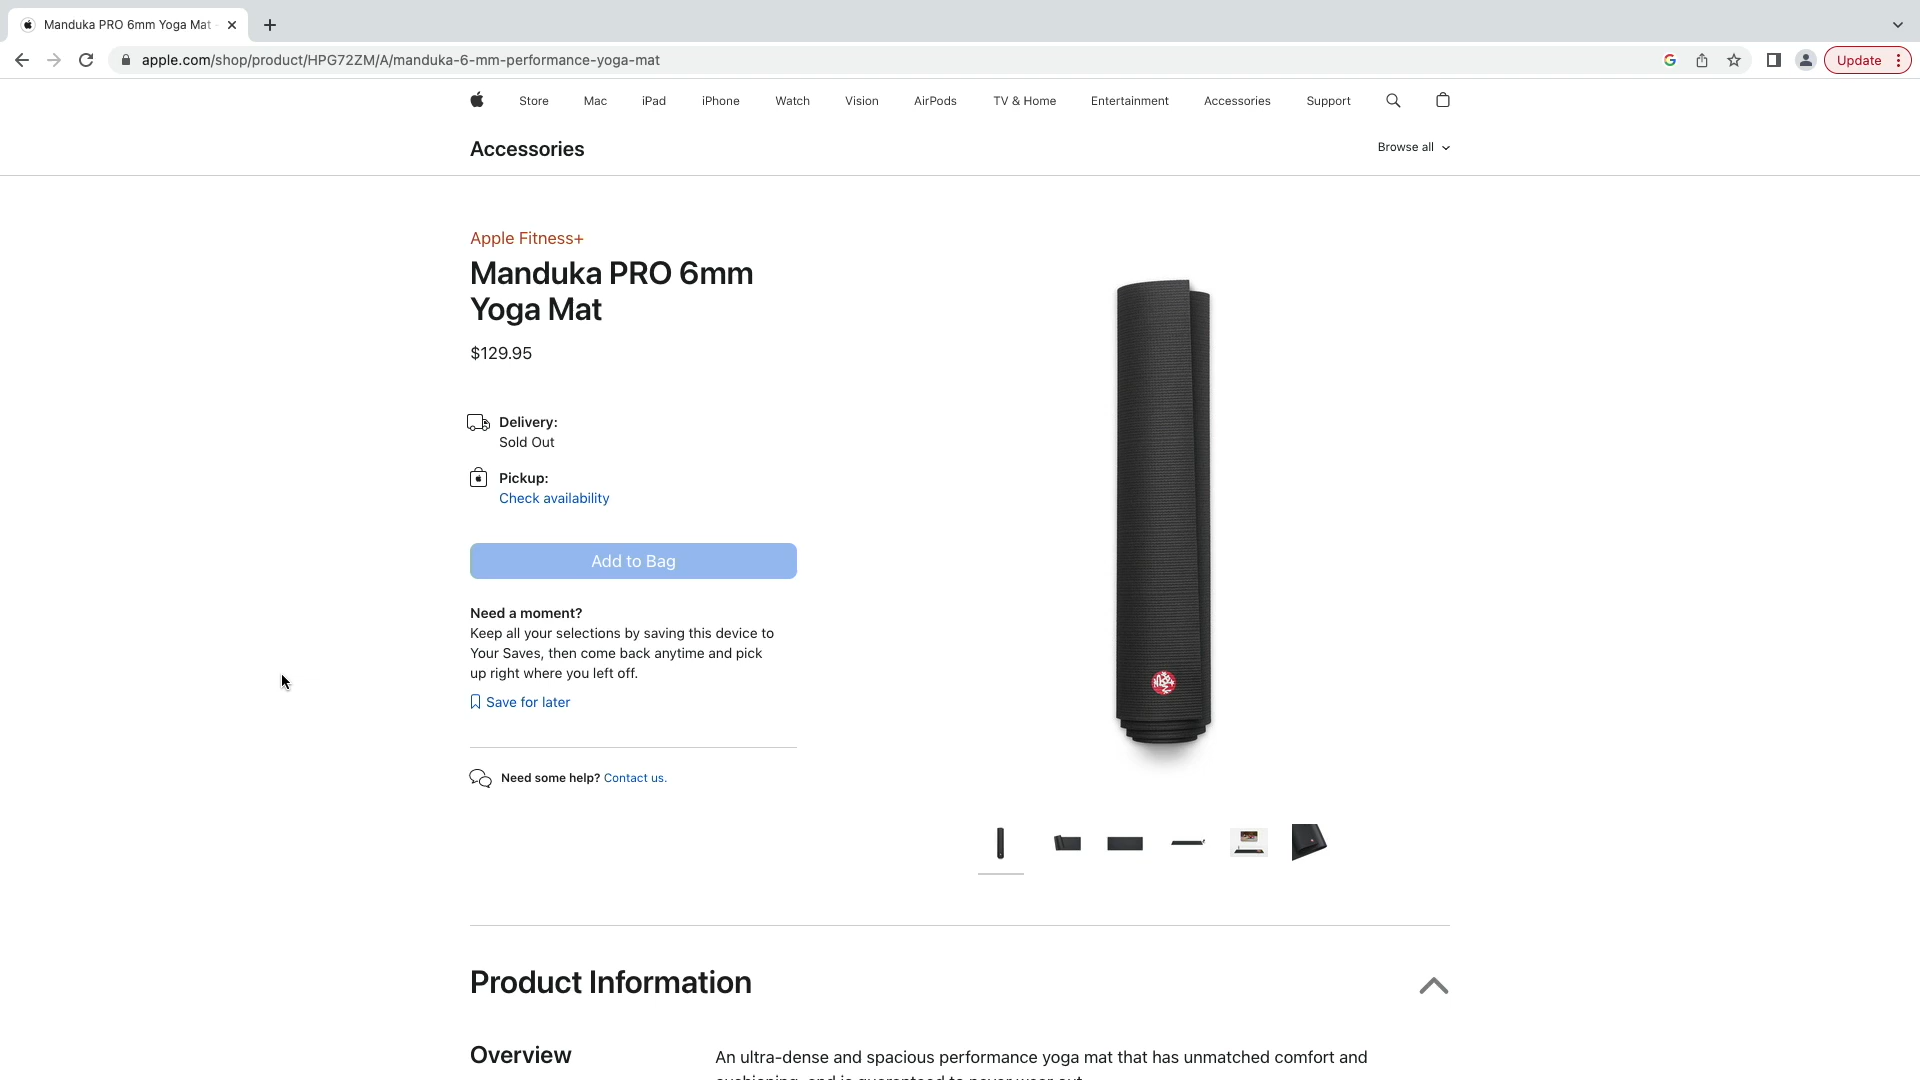 Manduka PRO 6mm Yoga Mat
apple.com/shop/product/HPG72ZM/A/manduka-6-mm-performance-yoga-mat
Update
Store
Mac
iPad
iPhone
Watch
Vision
AirPods
TV & Home
Entertainment
Accessories
Support
Accessories
Browse all
Apple Fitness+
Manduka PRO 6mm
Yoga Mat
$129.95
Delivery:
Sold Out
Pickup:
Check availability
Add to Bag
Need a moment?
Keep all your selections by saving this device to
Your Saves, then come back anytime and pick
up right where you left off.
Save for later
Need some help? Contact us.
Product Information
Overview
An ultra-dense and spacious performance yoga mat that has unmatched comfort and